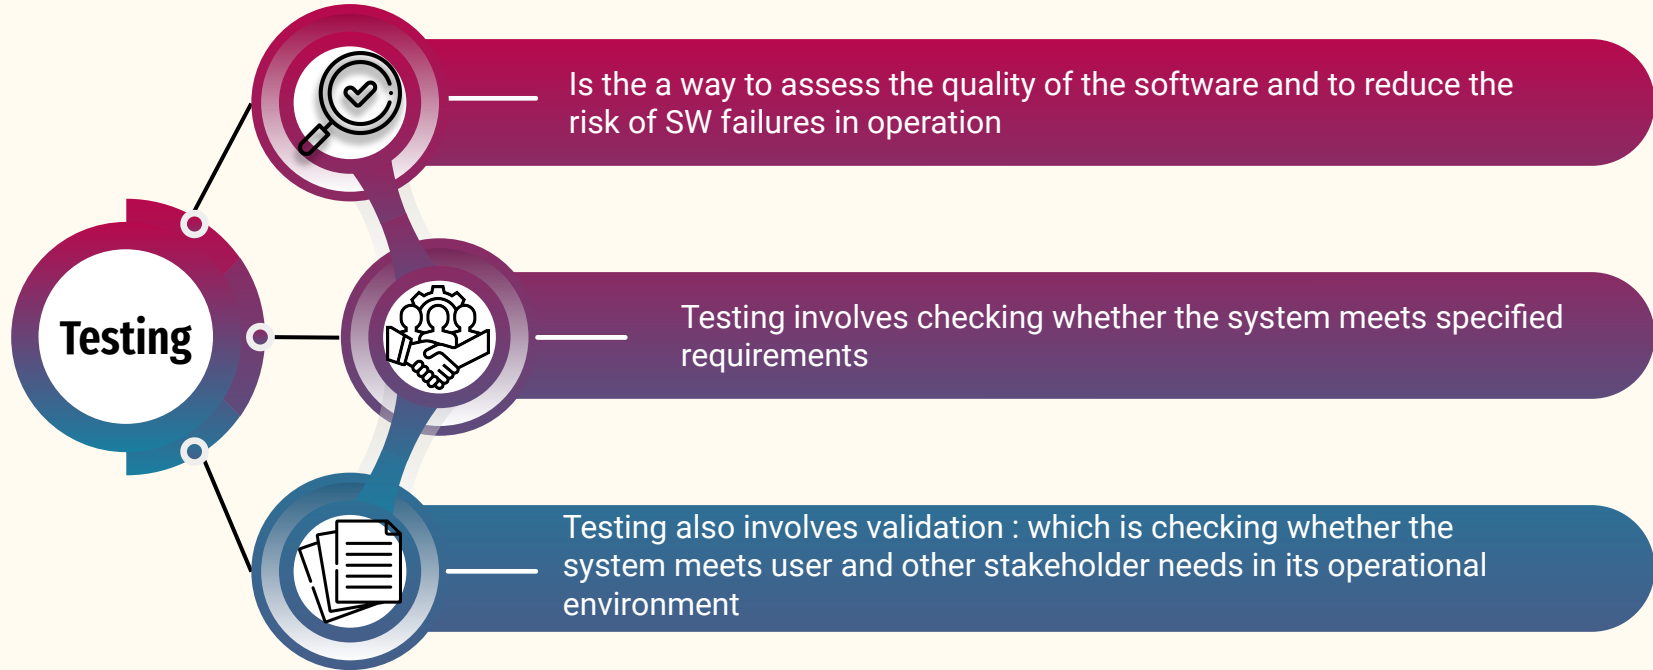 Testing
Is the a way to assess the quality of the software and to reduce the
risk of SW failures in operation
Testing involves checking whether the system meets specified
requirements
Testing also involves validation : which is checking whether the
system meets user and other stakeholder needs in its operational
environment